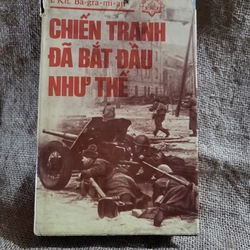 I. Kh. Ba-gra-mi-an
CHIẾN TRANH
ĐÃ BẮT ĐẦU
NHƯ THẾ